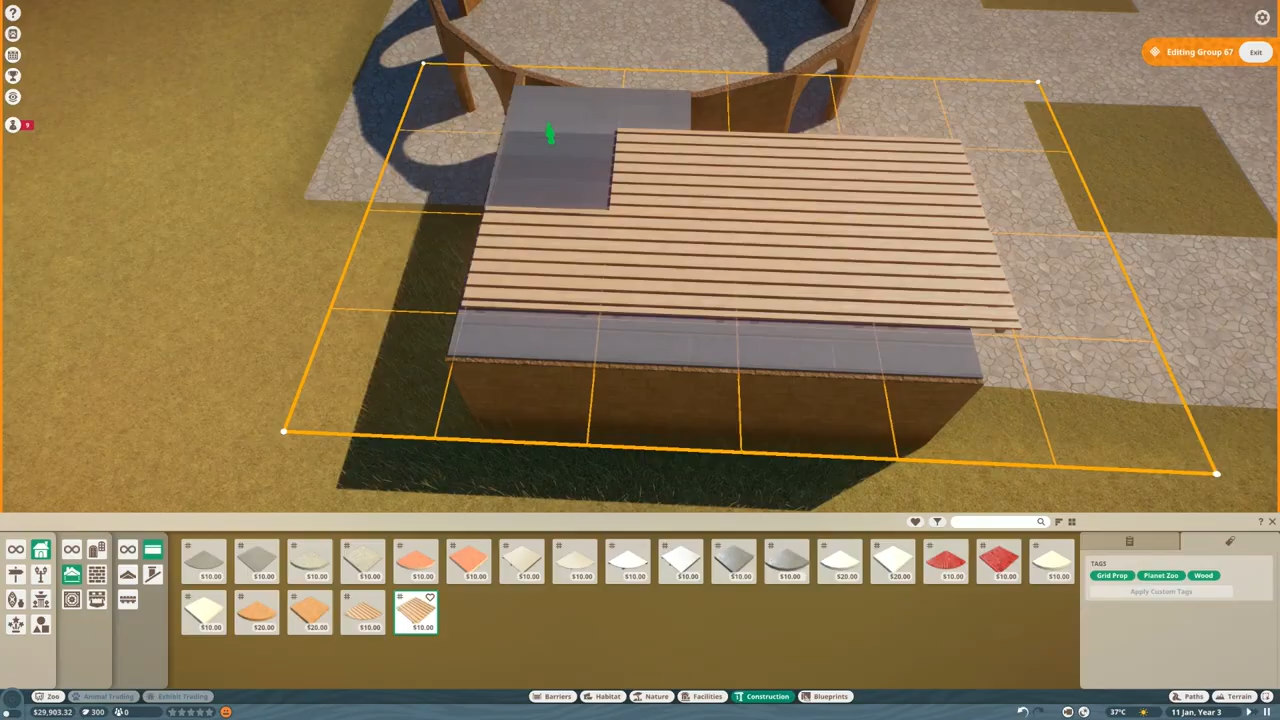 ?
9
Editing Group 67
Exit
? ×
# $10.00 # $10.00 # $10.00 # $10.00 # $10.00 # $10.00 # $10.00 # $10.00 # $10.00 # $10.00 # $10.00 # $10.00 # $20.00 # $20.00 # $10.00 # $10.00 # $10.00
# $10.00 # $20.00 # $20.00 # $10.00 # $10.00
TAGS
Grid Prop Planet Zoo Wood
Apply Custom Tags
Zoo Animal Trading Exhibit Trading Barriers Habitat Nature Facilities Construction Blueprints Paths Terrain
$29,903.32 300 0 37°C 11 Jan, Year 3